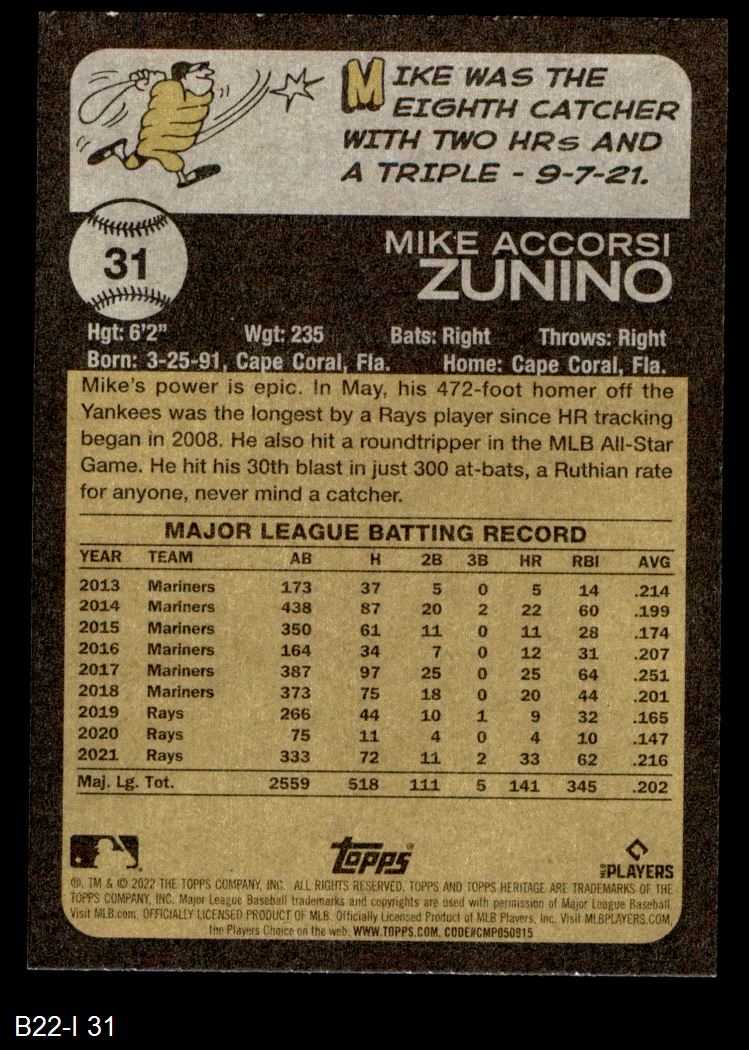 MIKE WAS THE
EIGHTH CATCHER
WITH TWO HRs AND
A TRIPLE - 9-7-21.
31
MIKE ACCORSI
ZUNINO
Hgt: 6'2" Wgt: 235 Bats: Right Throws: Right
Born: 3-25-91, Cape Coral, Fla. Home: Cape Coral, Fla.
Mike's power is epic. In May, his 472-foot homer off the
Yankees was the longest by a Rays player since HR tracking
began in 2008. He also hit a roundtripper in the MLB All-Star
Game. He hit his 30th blast in just 300 at-bats, a Ruthian rate
for anyone, never mind a catcher.
MAJOR LEAGUE BATTING RECORD
YEAR TEAM AB H 2B 3B HR RBI AVG
2013 Mariners 173 37 5 0 5 14 .214
2014 Mariners 438 87 20 2 22 60 .199
2015 Mariners 350 61 11 0 11 28 .174
2016 Mariners 164 34 7 0 12 31 .207
2017 Mariners 387 97 25 0 25 64 .251
2018 Mariners 373 75 18 0 20 44 .201
2019 Rays 266 44 10 1 9 32 .165
2020 Rays 75 11 4 0 4 10 .147
2021 Rays 333 72 11 2 33 62 .216
Maj. Lg. Tot. 2559 518 111 5 141 345 .202
topps®
PLAYERS
®, TM & © 2022 THE TOPPS COMPANY, INC. ALL RIGHTS RESERVED. TOPPS AND TOPPS HERITAGE ARE TRADEMARKS OF THE
TOPPS COMPANY, INC. Major League Baseball trademarks and copyrights are used with permission of Major League Baseball.
Visit MLB.com. OFFICIALLY LICENSED PRODUCT OF MLB. Officially Licensed Product of MLB Players, Inc. Visit MLBPLAYERS.COM,
the Players Choice on the web. WWW.TOPPS.COM. CODE#CMP050915
B22-I 31